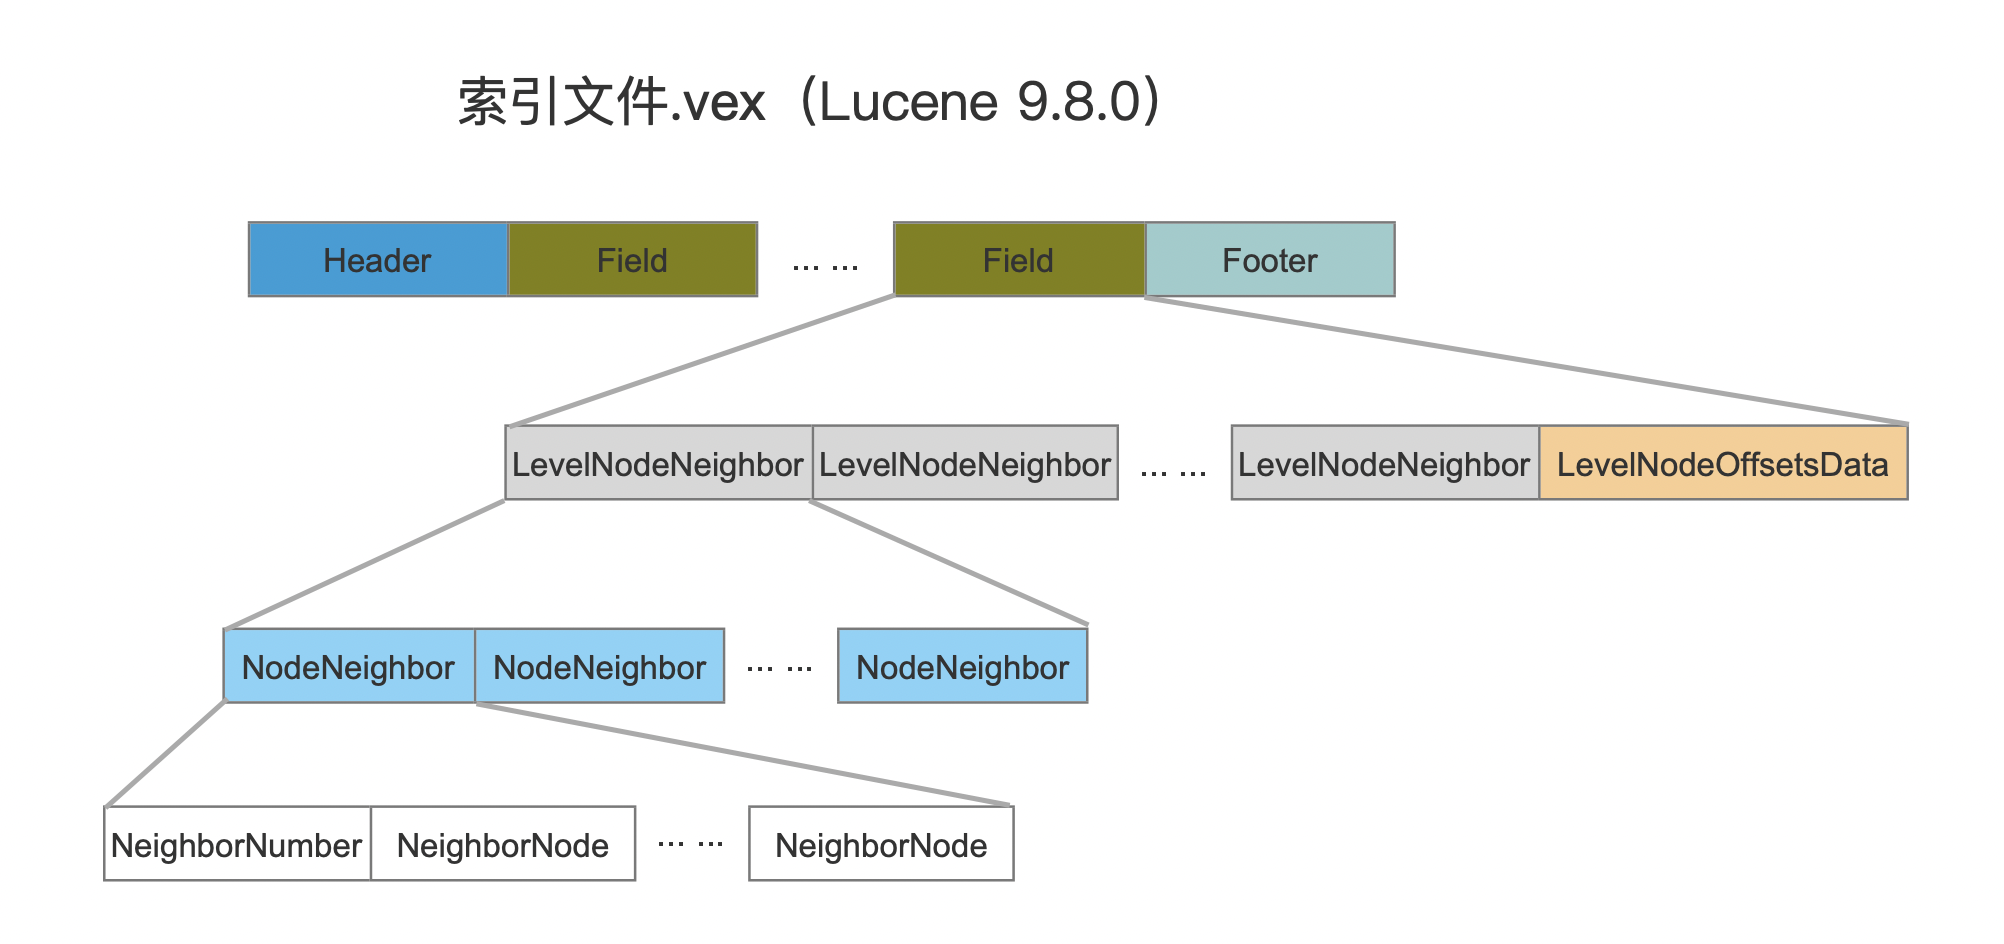 索引文件.vex（Lucene 9.8.0）
Header Field ... ... Field Footer
LevelNodeNeighbor LevelNodeNeighbor ... ... LevelNodeNeighbor LevelNodeOffsetsData
NodeNeighbor NodeNeighbor ... ... NodeNeighbor
NeighborNumber NeighborNode ... ... NeighborNode